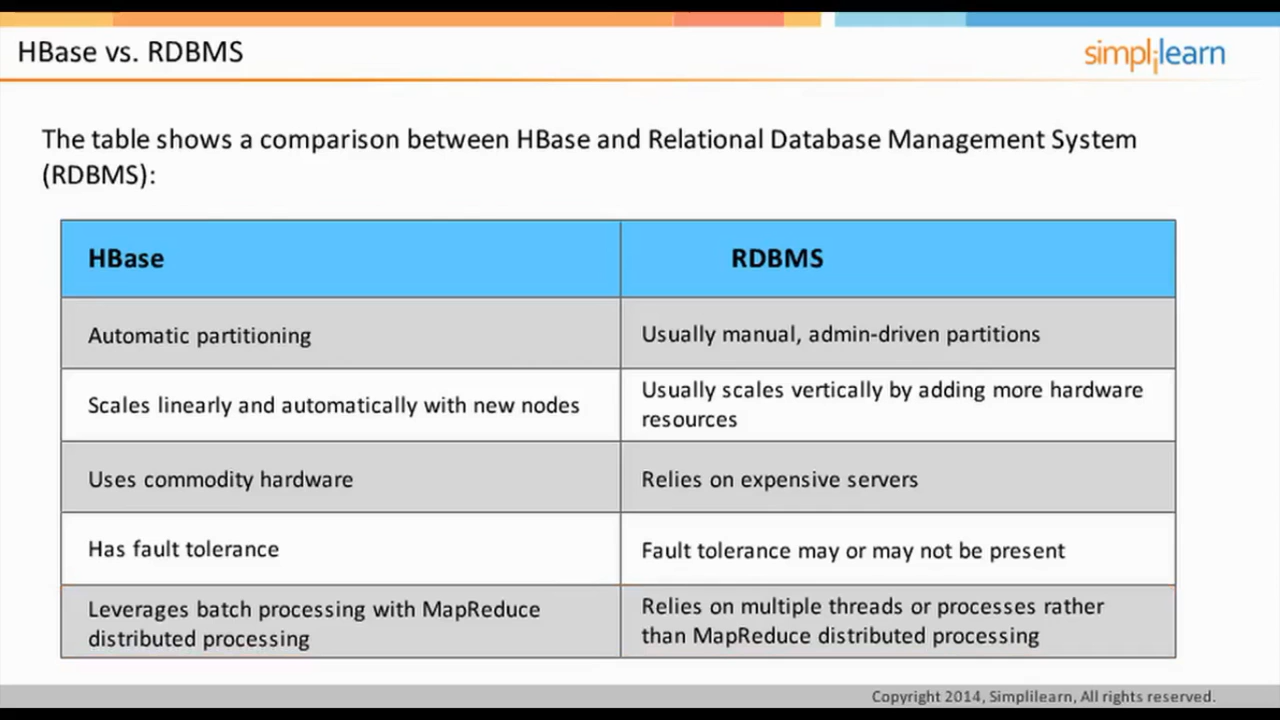 HBase vs. RDBMS
simplilearn
The table shows a comparison between HBase and Relational Database Management System
(RDBMS):
HBase
RDBMS
Automatic partitioning
Usually manual, admin-driven partitions
Scales linearly and automatically with new nodes
Usually scales vertically by adding more hardware
resources
Uses commodity hardware
Relies on expensive servers
Has fault tolerance
Fault tolerance may or may not be present
Leverages batch processing with MapReduce
distributed processing
Relies on multiple threads or processes rather
than MapReduce distributed processing
Copyright 2014, Simplilearn, All rights reserved.